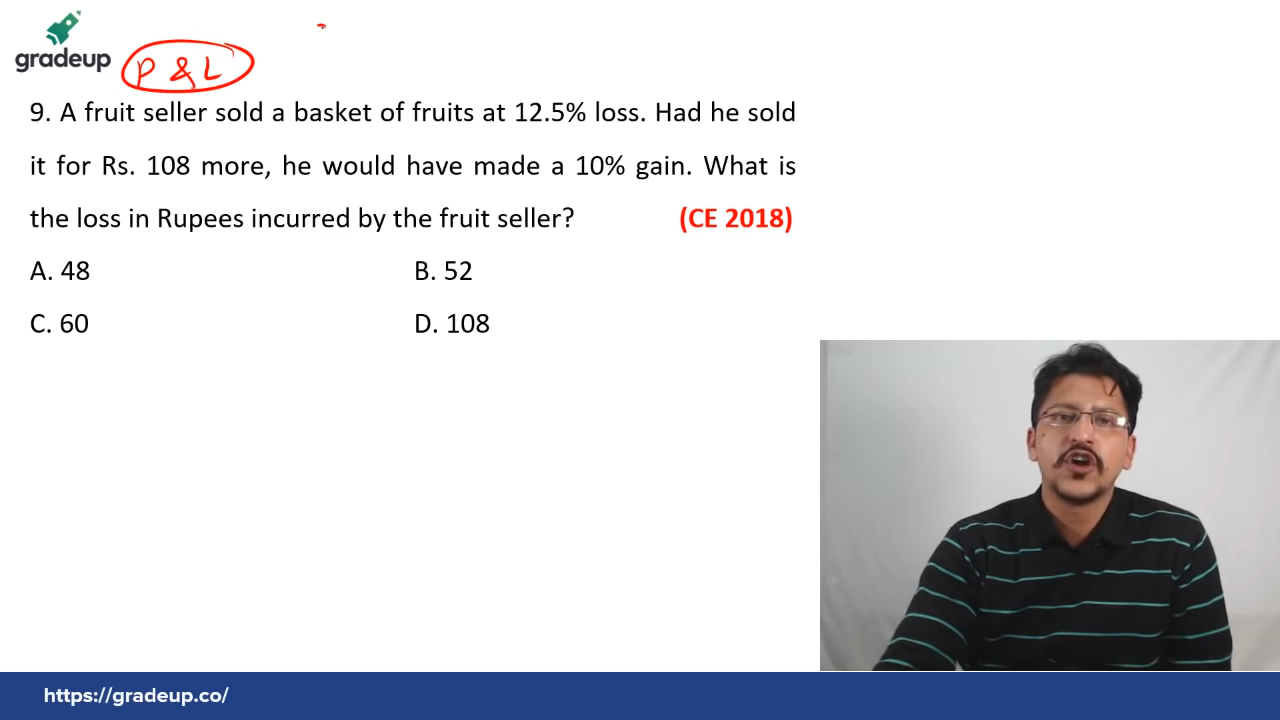 gradeup
P & L
9. A fruit seller sold a basket of fruits at 12.5% loss. Had he sold
it for Rs. 108 more, he would have made a 10% gain. What is
the loss in Rupees incurred by the fruit seller? (CE 2018)
A. 48 B. 52
C. 60 D. 108
https://gradeup.co/